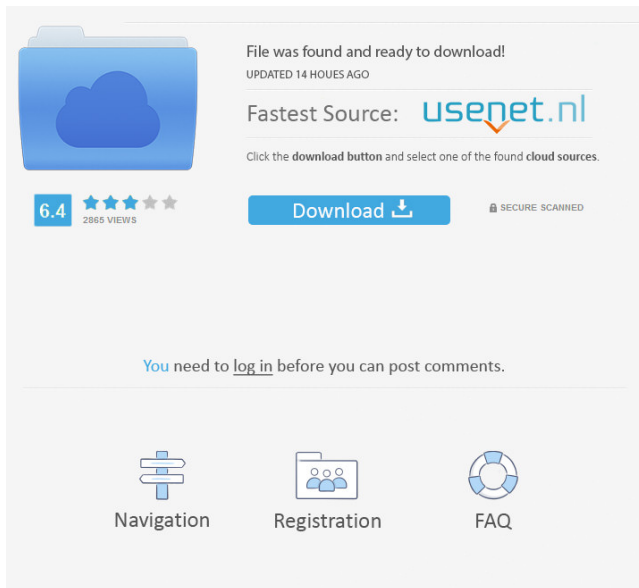 File was found and ready to download!
UPDATED 14 HOUES AGO
Fastest Source: usenet.nl
Click the download button and select one of the found cloud sources.
6.4
2865 VIEWS
Download
SECURE SCANNED
You need to log in before you can post comments.
Navigation
Registration
FAQ